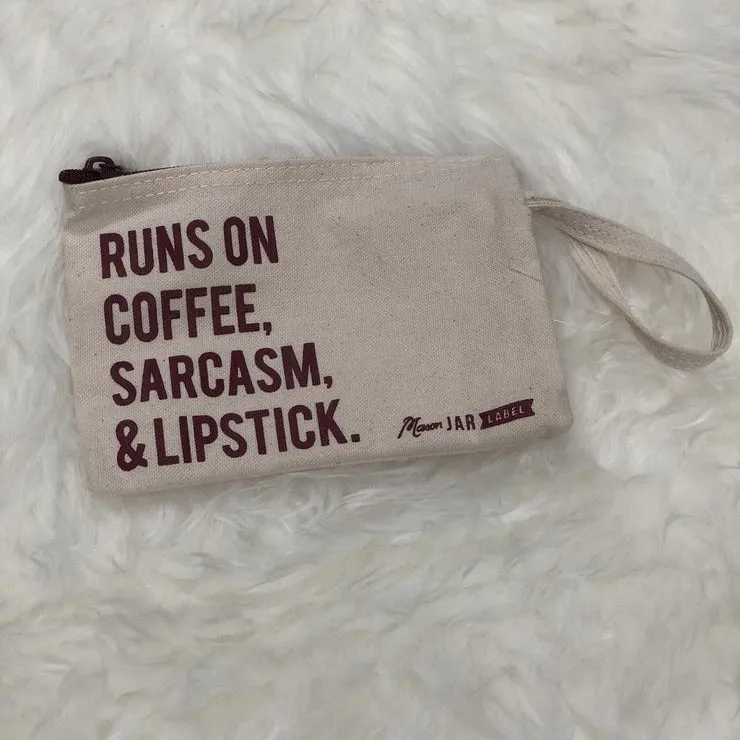 RUNS ON
COFFEE,
SARCASM,
& LIPSTICK.
Mason JAR LABEL